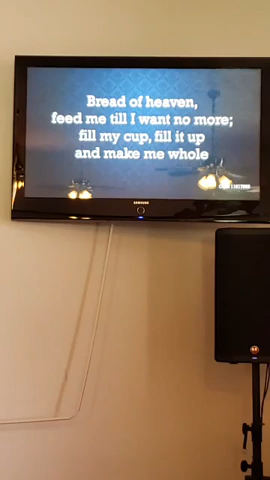 Bread of heaven,
feed me till I want no more;
fill my cup, fill it up
and make me whole
SAMSUNG